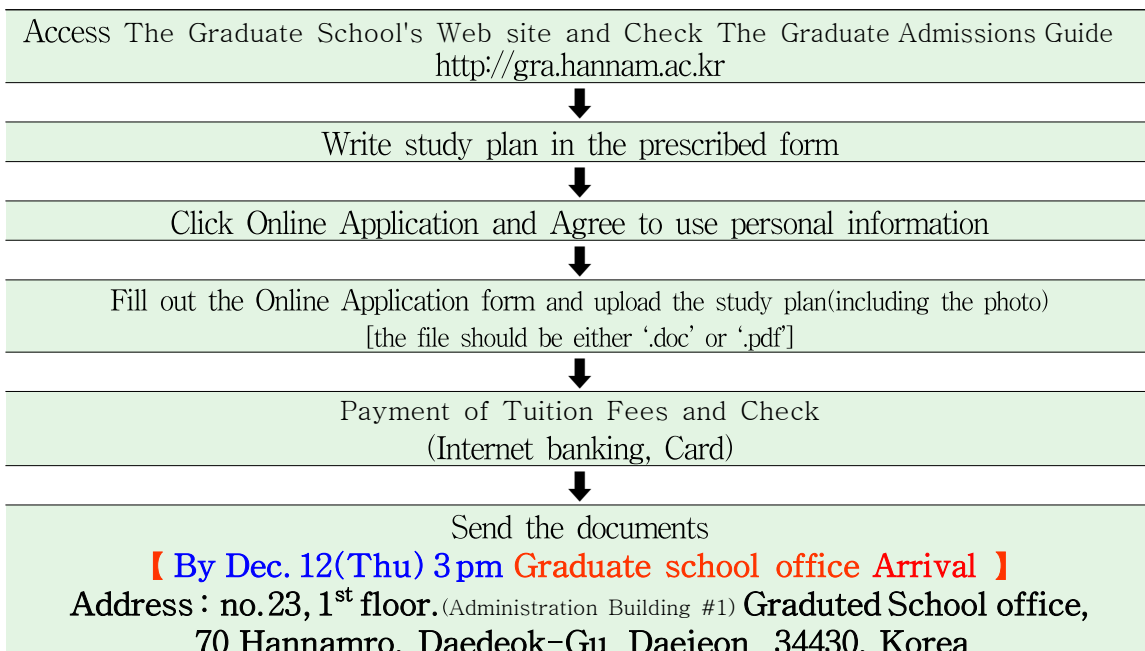 Access The Graduate School's Web site and Check The Graduate Admissions Guide
http://gra.hannam.ac.kr
Write study plan in the prescribed form
Click Online Application and Agree to use personal information
Fill out the Online Application form and upload the study plan(including the photo)
[the file should be either ‘.doc’ or ‘.pdf’]
Payment of Tuition Fees and Check
(Internet banking, Card)
Send the documents
【 By Dec. 12(Thu) 3pm Graduate school office Arrival 】
Address : no.23, 1st floor.(Administration Building #1) Graduted School office,
70 Hannamro, Daedeok-Gu, Daejeon, 34430, Korea